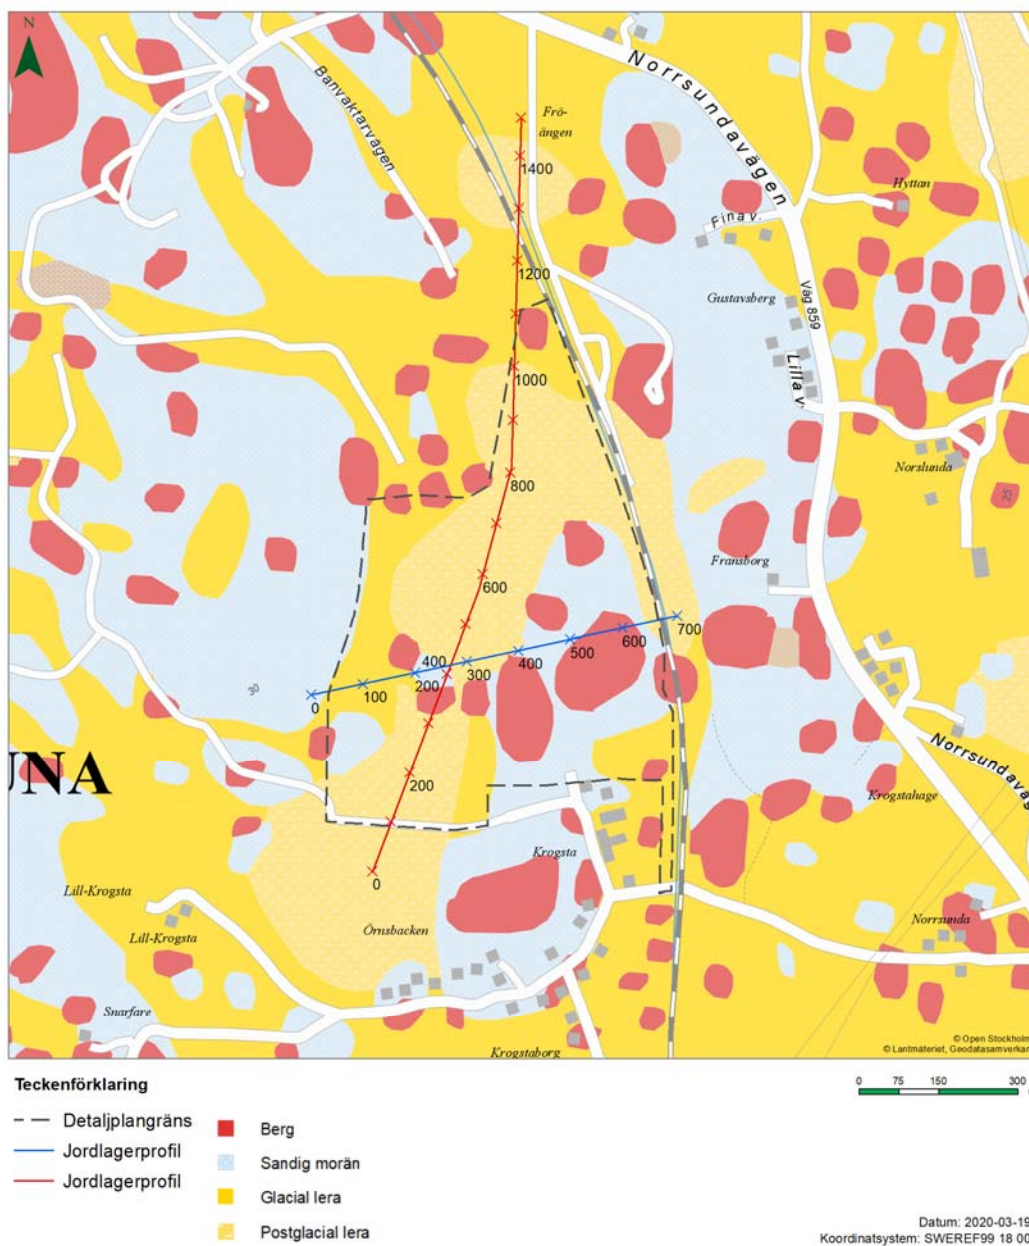 N
Banvaktarvägen
Norrsundavägen
Frö-
ängen
1400
1200
1000
800
600
400
200
0
Hyttan
Fina v.
Gustavsberg
Väg 859
Lilla v.
Norslunda
25
Fransborg
0
100
200
300
400
500
600
700
30
UNA
Norrsundaväg
Krogstahage
Krogsta
Lill-Krogsta
Lill-Krogsta
Örnsbacken
Norrsunda
Snarfare
Krogstaborg
© Open Stockholm
© Lantmäteriet, Geodatasamverkan
Teckenförklaring
Detaljplangräns
Jordlagerprofil
Jordlagerprofil
Berg
Sandig morän
Glacial lera
Postglacial lera
0 75 150 300
Datum: 2020-03-19
Koordinatsystem: SWEREF99 18 00